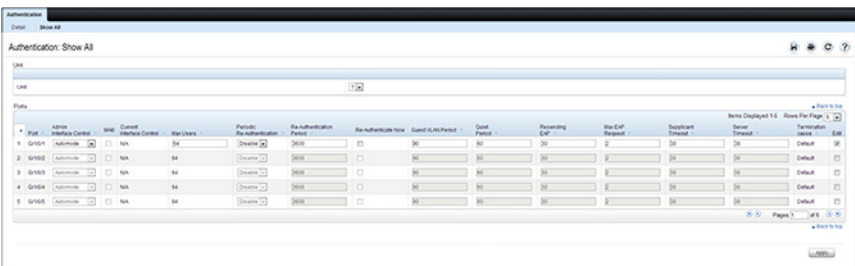 Authentication
Detail Show All
Authentication: Show All
Unit
Unit 1
Ports Back to top
Items Displayed 1-5 Rows Per Page 5
Port Admin Interface Control MAB Current Interface Control Max Users Periodic Re-Authentication Re-Authentication Period Re-Authenticate Now Guest VLAN Period Quiet Period Resending EAP Max EAP Request Supplicant Timeout Server Timeout Termination cause Edit
1 Gi1/0/1 Automode N/A 64 Disable 3600 90 60 30 2 30 30 Default
2 Gi1/0/2 Automode N/A 64 Disable 3600 90 60 30 2 30 30 Default
3 Gi1/0/3 Automode N/A 64 Disable 3600 90 60 30 2 30 30 Default
4 Gi1/0/4 Automode N/A 64 Disable 3600 90 60 30 2 30 30 Default
5 Gi1/0/5 Automode N/A 64 Disable 3600 90 60 30 2 30 30 Default
Pages 1 of 6
Back to top
Apply